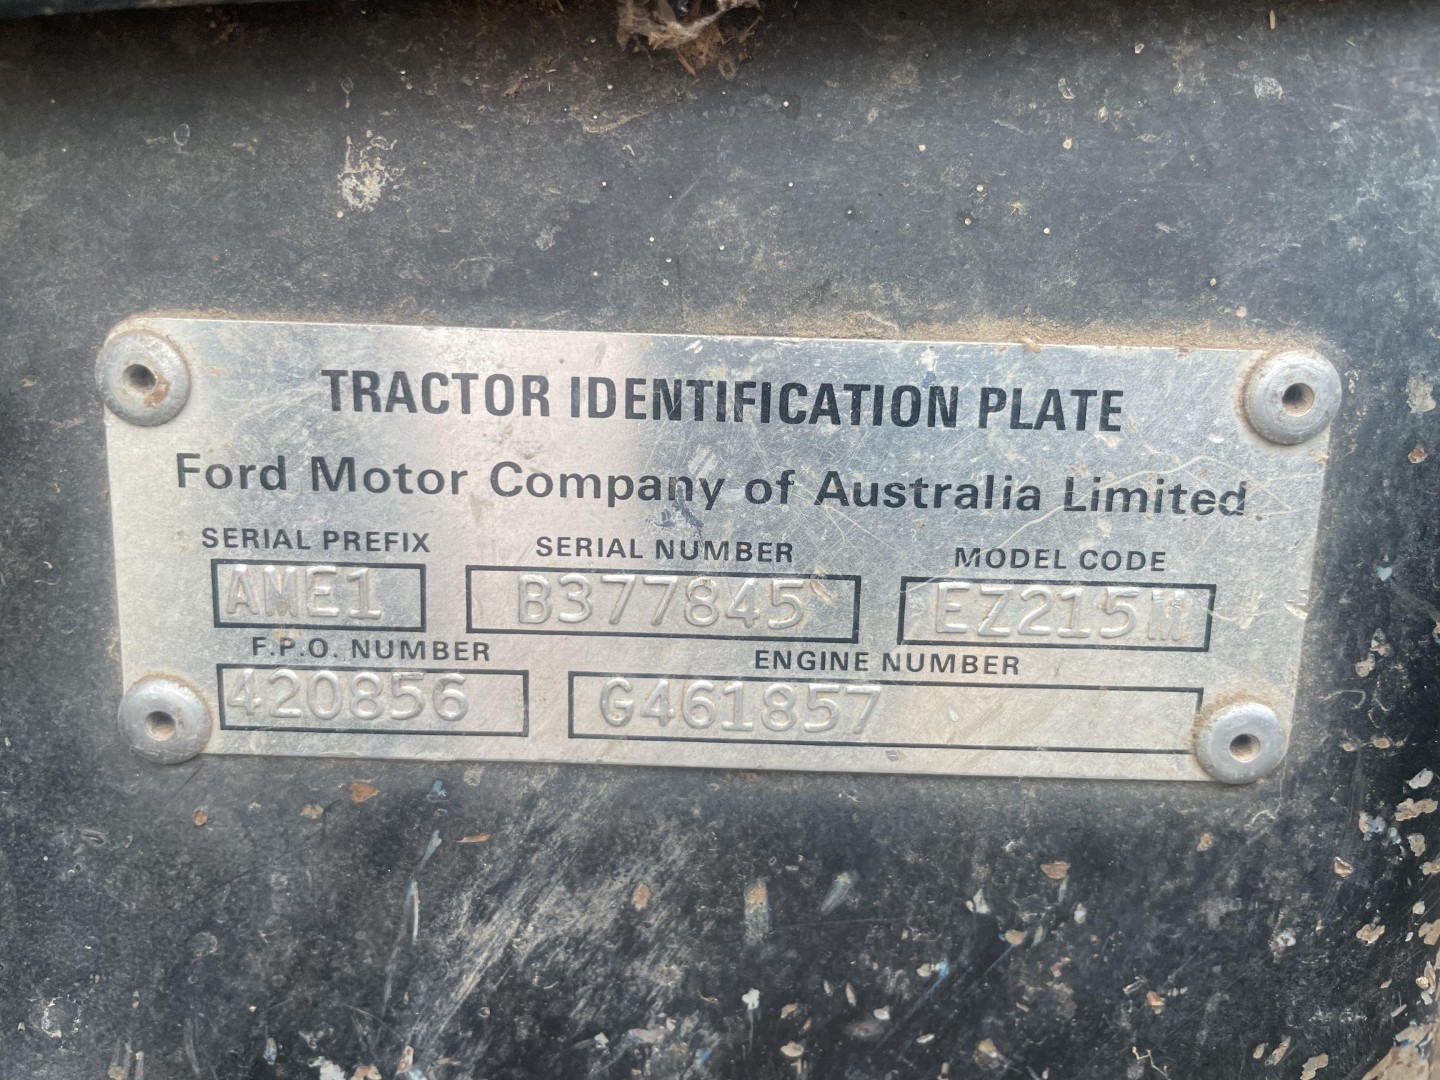 TRACTOR IDENTIFICATION PLATE
Ford Motor Company of Australia Limited
SERIAL PREFIX SERIAL NUMBER MODEL CODE
AME1 B377845 EZ215M
F.P.O. NUMBER ENGINE NUMBER
420856 G461857